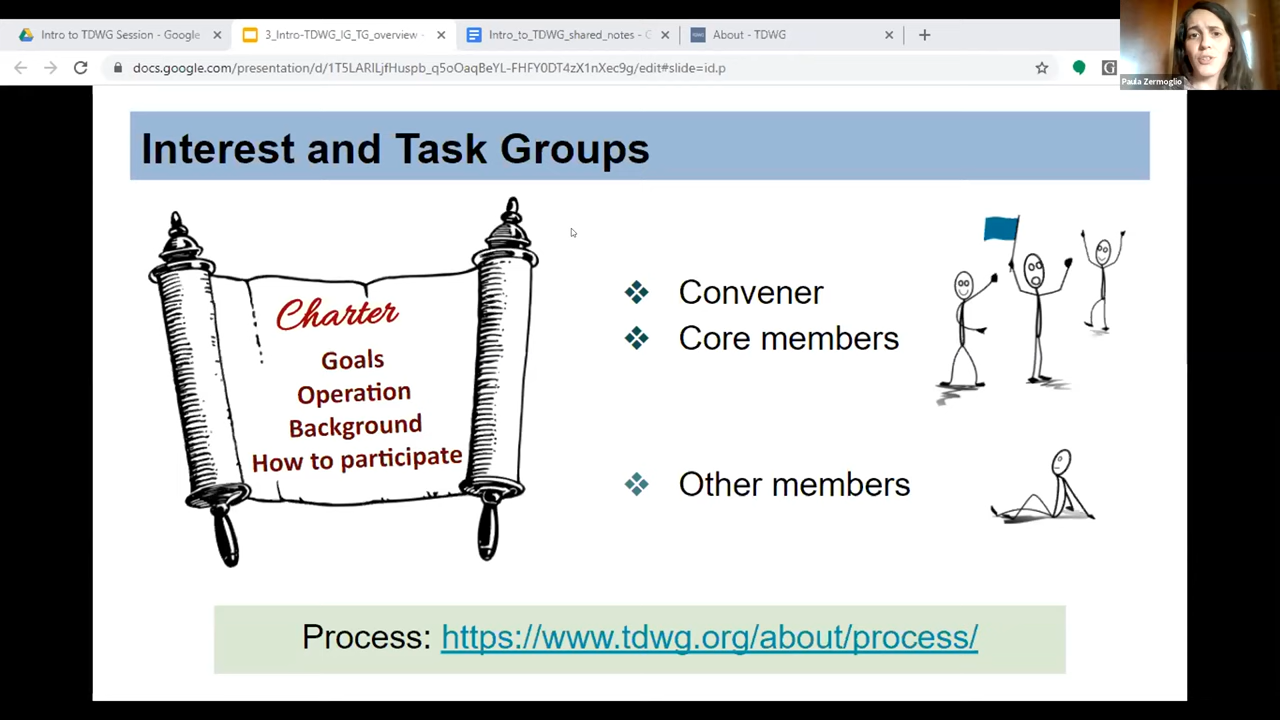 Intro to TDWG Session - Google
3_Intro-TDWG_IG_TG_overview -
Intro_to_TDWG_shared_notes - G
About - TDWG
docs.google.com/presentation/d/1T5LARlLjfHuspb_q5oOaqBeYL-FHFY0DT4zX1nXec9g/edit#slide=id.p
Paula Zermoglio
Interest and Task Groups
Charter
Goals
Operation
Background
How to participate
Convener
Core members
Other members
Process: https://www.tdwg.org/about/process/